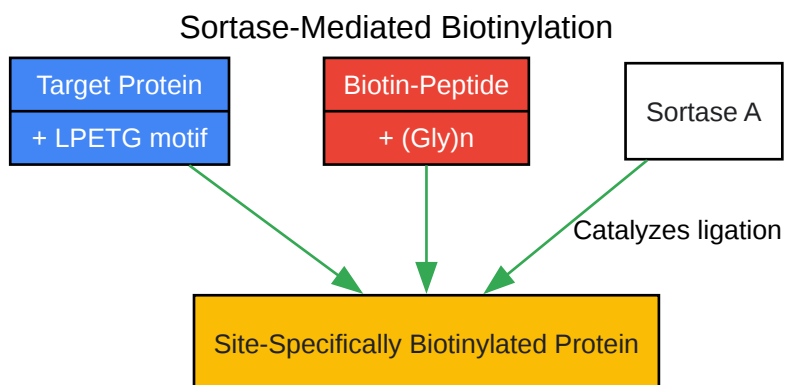 Sortase-Mediated Biotinylation
Target Protein
+ LPETG motif
Biotin-Peptide
+ (Gly)n
Sortase A
Catalyzes ligation
Site-Specifically Biotinylated Protein